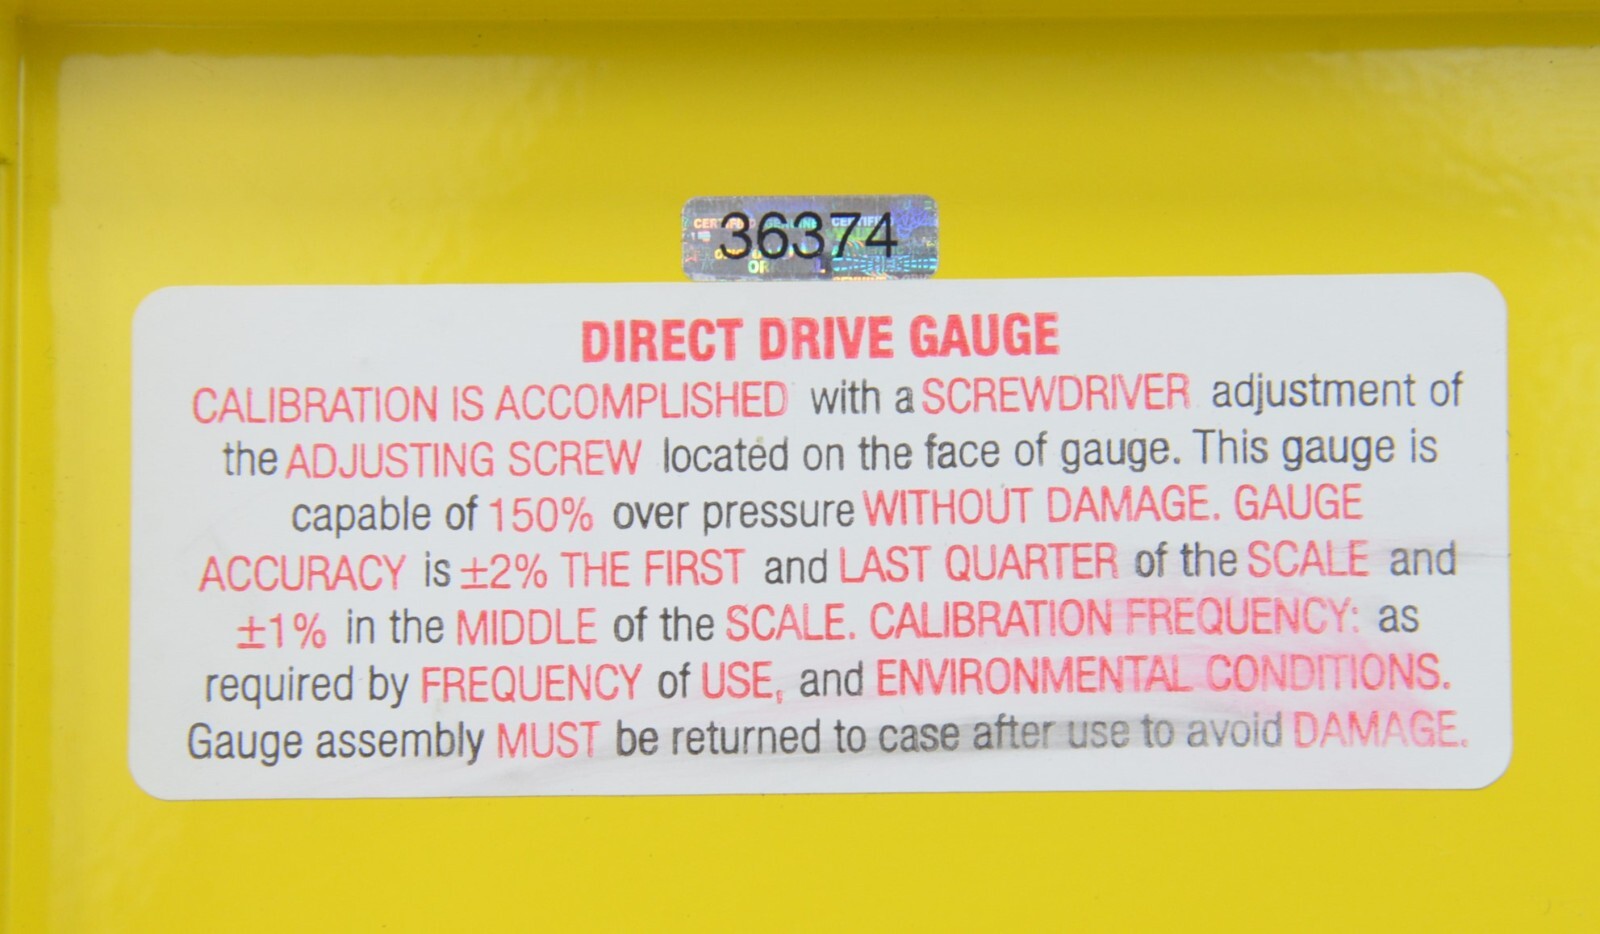 36374
DIRECT DRIVE GAUGE
CALIBRATION IS ACCOMPLISHED with a SCREWDRIVER adjustment of
the ADJUSTING SCREW located on the face of gauge. This gauge is
capable of 150% over pressure WITHOUT DAMAGE. GAUGE
ACCURACY is ±2% THE FIRST and LAST QUARTER of the SCALE and
±1% in the MIDDLE of the SCALE. CALIBRATION FREQUENCY: as
required by FREQUENCY of USE, and ENVIRONMENTAL CONDITIONS.
Gauge assembly MUST be returned to case after use to avoid DAMAGE.